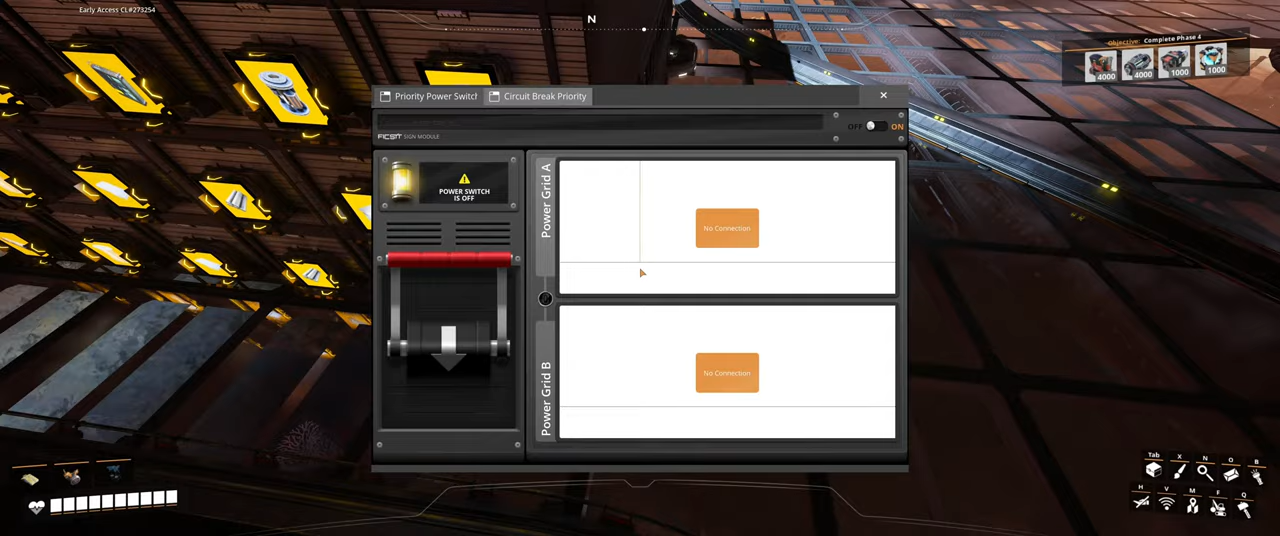 Early Access CL#273254
N
Objective: Complete Phase 4
4000 4000 1000 1000
Priority Power Switch
Circuit Break Priority
FICSIT SIGN MODULE
OFF ON
POWER SWITCH
IS OFF
Power Grid A
No Connection
Power Grid B
No Connection
Tab X N O B
H V M F Q